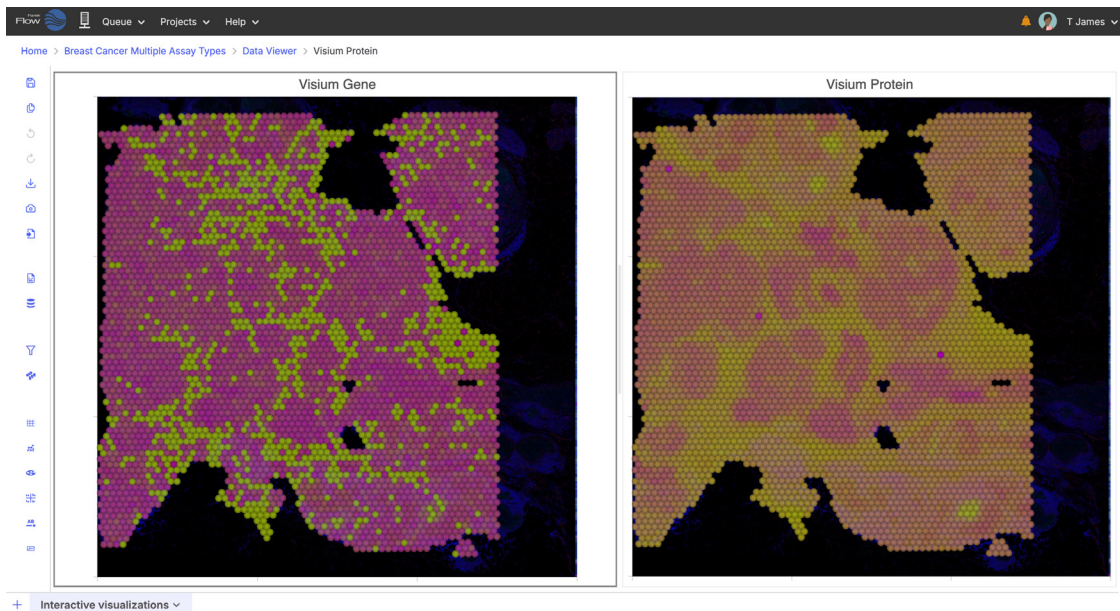 Partek
Flow
Queue
Projects
Help
T James
Home > Breast Cancer Multiple Assay Types > Data Viewer > Visium Protein
Visium Gene
Visium Protein
+ Interactive visualizations